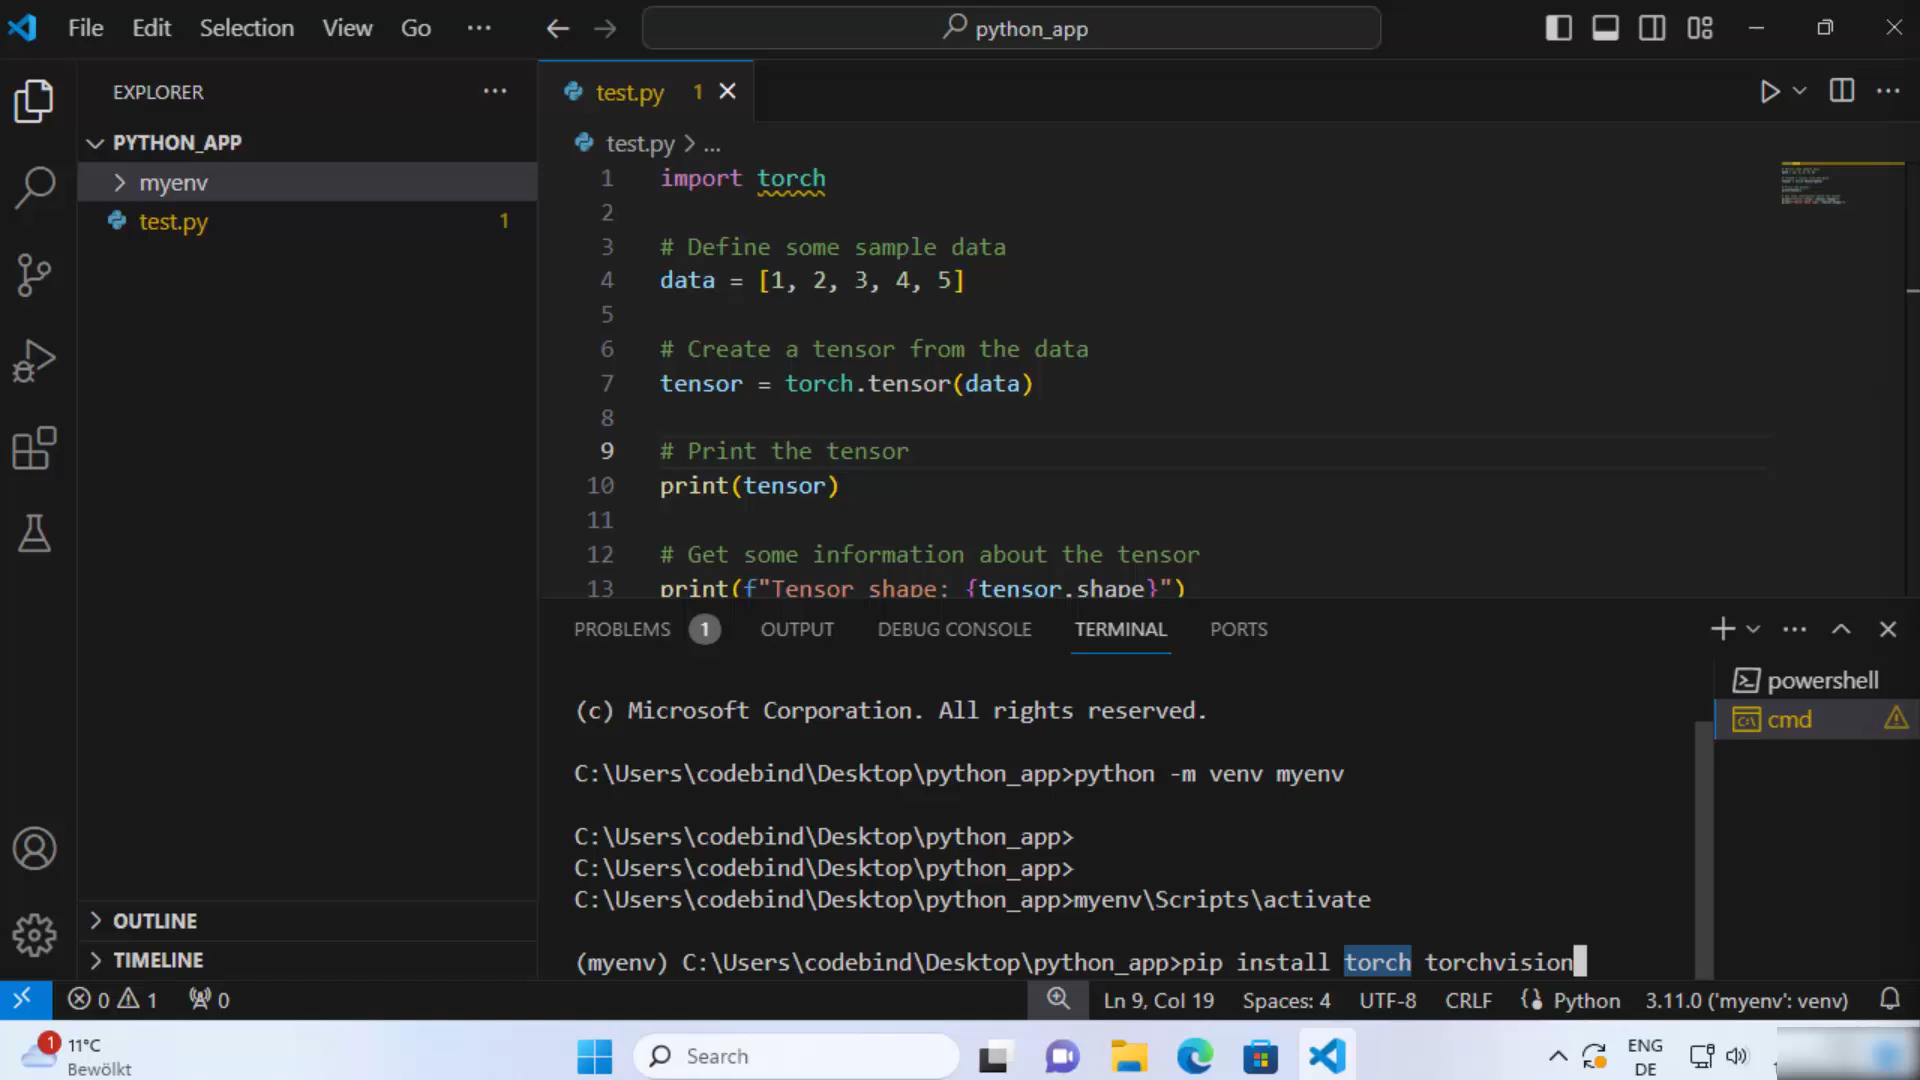 File Edit Selection View Go ··· python_app
EXPLORER ···
PYTHON_APP
myenv
test.py 1
OUTLINE
TIMELINE
test.py 1
test.py > ...
1 import torch
2
3 # Define some sample data
4 data = [1, 2, 3, 4, 5]
5
6 # Create a tensor from the data
7 tensor = torch.tensor(data)
8
9 # Print the tensor
10 print(tensor)
11
12 # Get some information about the tensor
13 print(f"Tensor shape: {tensor.shape}")
PROBLEMS 1 OUTPUT DEBUG CONSOLE TERMINAL PORTS
powershell
cmd
(c) Microsoft Corporation. All rights reserved.
C:\Users\codebind\Desktop\python_app>python -m venv myenv
C:\Users\codebind\Desktop\python_app>
C:\Users\codebind\Desktop\python_app>
C:\Users\codebind\Desktop\python_app>myenv\Scripts\activate
(myenv) C:\Users\codebind\Desktop\python_app>pip install torch torchvision
0 1 0 Ln 9, Col 19 Spaces: 4 UTF-8 CRLF Python 3.11.0 ('myenv': venv)
1 11°C
Bewölkt
Search
ENG
DE